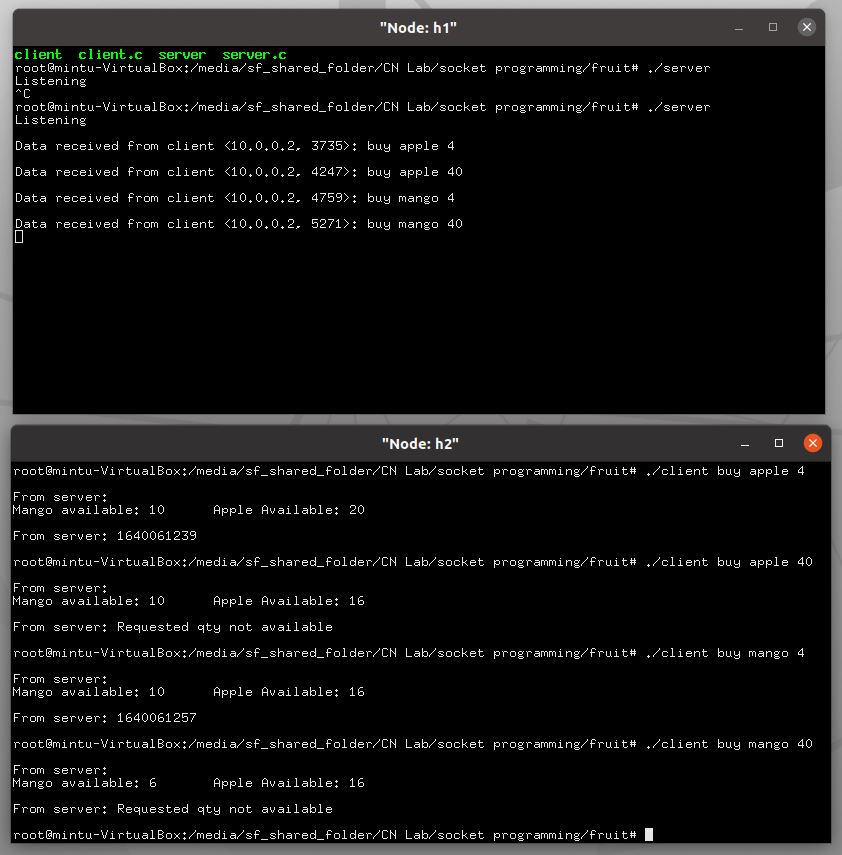 "Node: h1"
client  client.c  server  server.c
root@mintu-VirtualBox:/media/sf_shared_folder/CN Lab/socket programming/fruit# ./server
Listening
^C
root@mintu-VirtualBox:/media/sf_shared_folder/CN Lab/socket programming/fruit# ./server
Listening
Data received from client <10.0.0.2, 3735>: buy apple 4
Data received from client <10.0.0.2, 4247>: buy apple 40
Data received from client <10.0.0.2, 4759>: buy mango 4
Data received from client <10.0.0.2, 5271>: buy mango 40
"Node: h2"
root@mintu-VirtualBox:/media/sf_shared_folder/CN Lab/socket programming/fruit# ./client buy apple 4
From server:
Mango available: 10      Apple Available: 20
From server: 1640061239
root@mintu-VirtualBox:/media/sf_shared_folder/CN Lab/socket programming/fruit# ./client buy apple 40
From server:
Mango available: 10      Apple Available: 16
From server: Requested qty not available
root@mintu-VirtualBox:/media/sf_shared_folder/CN Lab/socket programming/fruit# ./client buy mango 4
From server:
Mango available: 10      Apple Available: 16
From server: 1640061257
root@mintu-VirtualBox:/media/sf_shared_folder/CN Lab/socket programming/fruit# ./client buy mango 40
From server:
Mango available: 6       Apple Available: 16
From server: Requested qty not available
root@mintu-VirtualBox:/media/sf_shared_folder/CN Lab/socket programming/fruit#